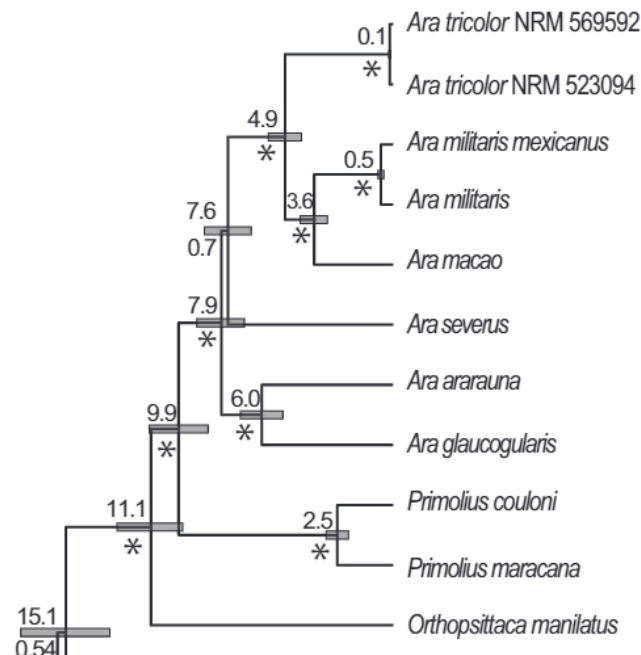 0.1
Ara tricolor NRM 569592
*
Ara tricolor NRM 523094
4.9
*
Ara militaris mexicanus
0.5
*
Ara militaris
3.6
*
7.6
0.7
Ara macao
7.9
*
Ara severus
Ara ararauna
6.0
*
9.9
*
Ara glaucogularis
Primolius couloni
11.1
*
2.5
*
Primolius maracana
15.1
0.54
Orthopsittaca manilatus